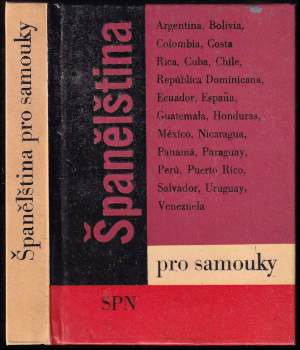 Španělština pro samouky
Španělština
Argentina, Bolivia,
Colombia, Costa
Rica, Cuba, Chile,
República Dominicana,
Ecuador, España,
Guatemala, Honduras,
México, Nicaragua,
Panamá, Paraguay,
Perú, Puerto Rico,
Salvador, Uruguay,
Venezuela
pro samouky
SPN